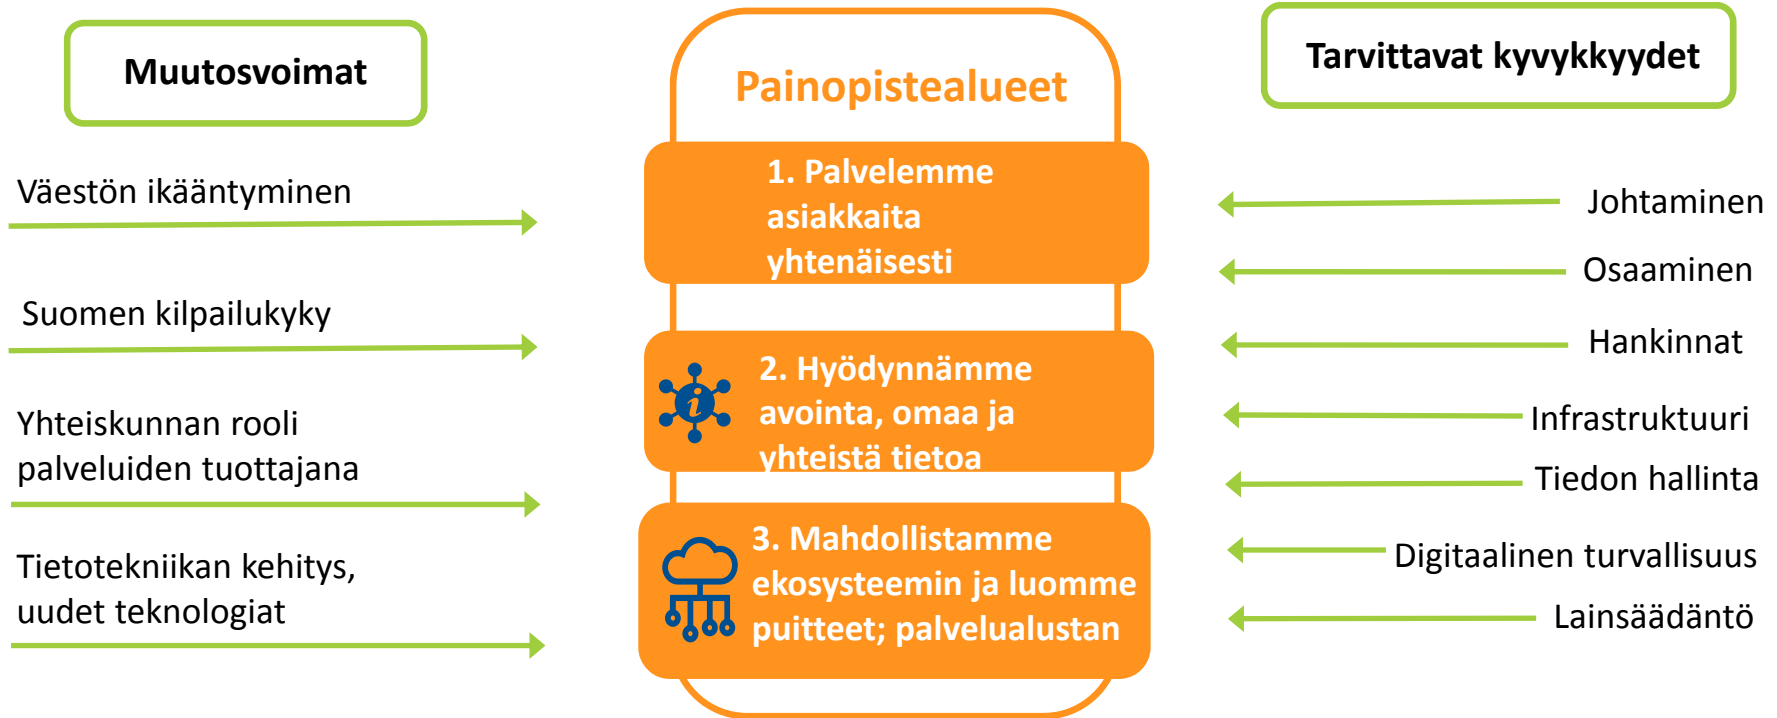 Muutosvoimat
Väestön ikääntyminen
Suomen kilpailukyky
Yhteiskunnan rooli
palveluiden tuottajana
Tietotekniikan kehitys,
uudet teknologiat
Painopistealueet
1. Palvelemme
asiakkaita
yhtenäisesti
2. Hyödynnämme
avointa, omaa ja
yhteistä tietoa
3. Mahdollistamme
ekosysteemin ja luomme
puitteet; palvelualustan
Tarvittavat kyvykkyydet
Johtaminen
Osaaminen
Hankinnat
Infrastruktuuri
Tiedon hallinta
Digitaalinen turvallisuus
Lainsäädäntö